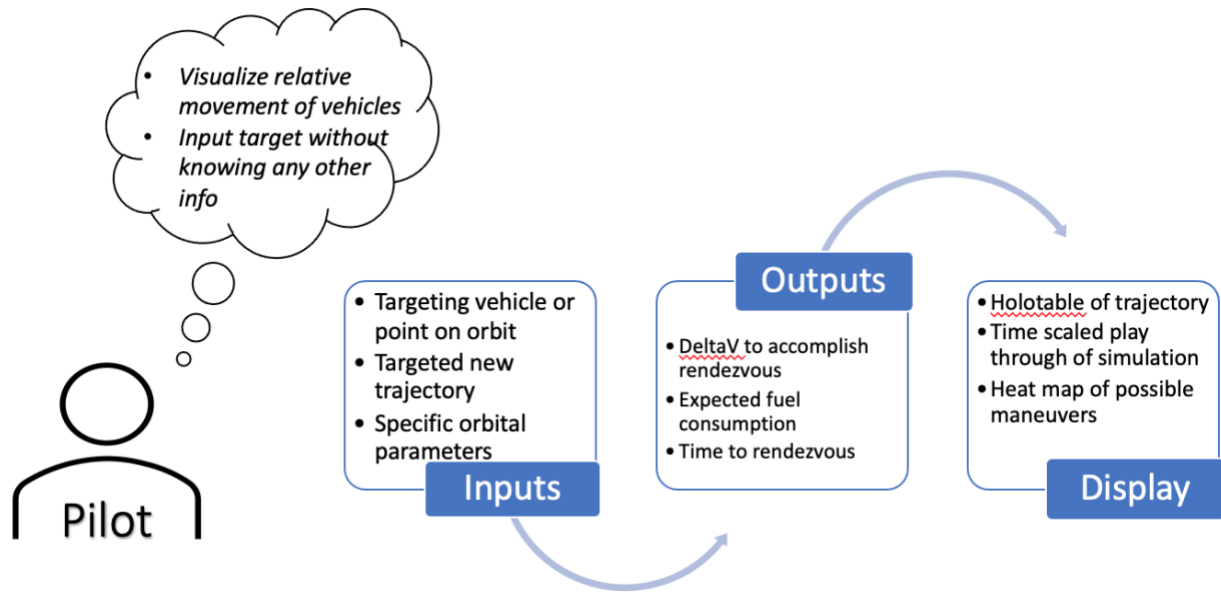 • Visualize relative
movement of vehicles
• Input target without
knowing any other
info
Pilot
• Targeting vehicle or
point on orbit
• Targeted new
trajectory
• Specific orbital
parameters
Inputs
Outputs
• DeltaV to accomplish
rendezvous
• Expected fuel
consumption
• Time to rendezvous
• Holotable of trajectory
• Time scaled play
through of simulation
• Heat map of possible
maneuvers
Display